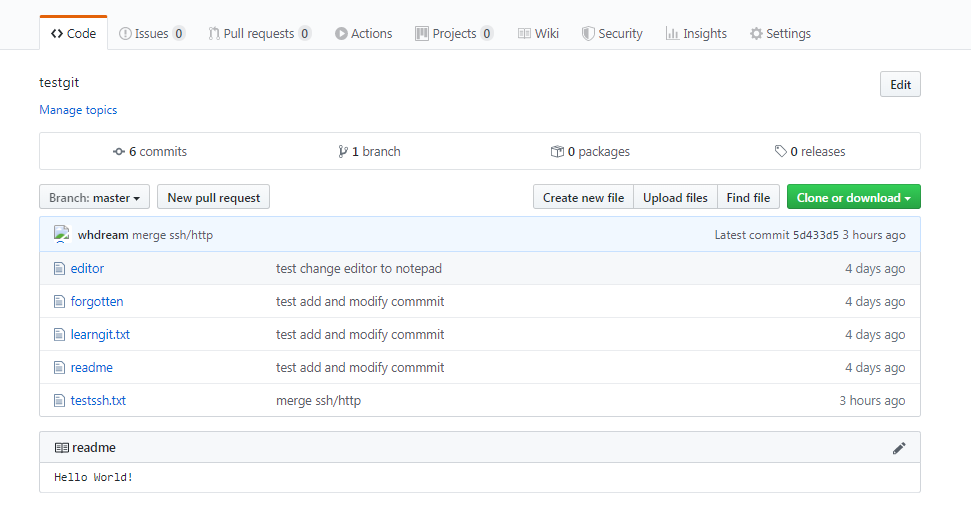 Code Issues 0 Pull requests 0 Actions Projects 0 Wiki Security Insights Settings
testgit Edit
Manage topics
6 commits 1 branch 0 packages 0 releases
Branch: master New pull request Create new file Upload files Find file Clone or download
whdream merge ssh/http Latest commit 5d433d5 3 hours ago
editor test change editor to notepad 4 days ago
forgotten test add and modify commmit 4 days ago
learngit.txt test add and modify commmit 4 days ago
readme test add and modify commmit 4 days ago
testssh.txt merge ssh/http 3 hours ago
readme
Hello World!